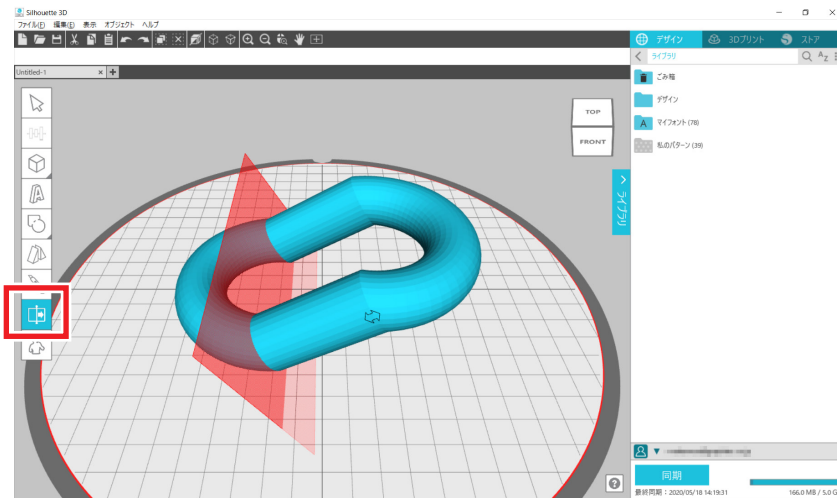 Silhouette 3D
ファイル(F) 編集(E) 表示 オブジェクト ヘルプ
Untitled-1
デザイン 3Dプリント ストア
ライブラリ
ごみ箱
デザイン
マイフォント (78)
私のパターン (39)
TOP
FRONT
ライブラリ
同期
最終同期：2020/05/18 14:19:31
166.0 MB / 5.0